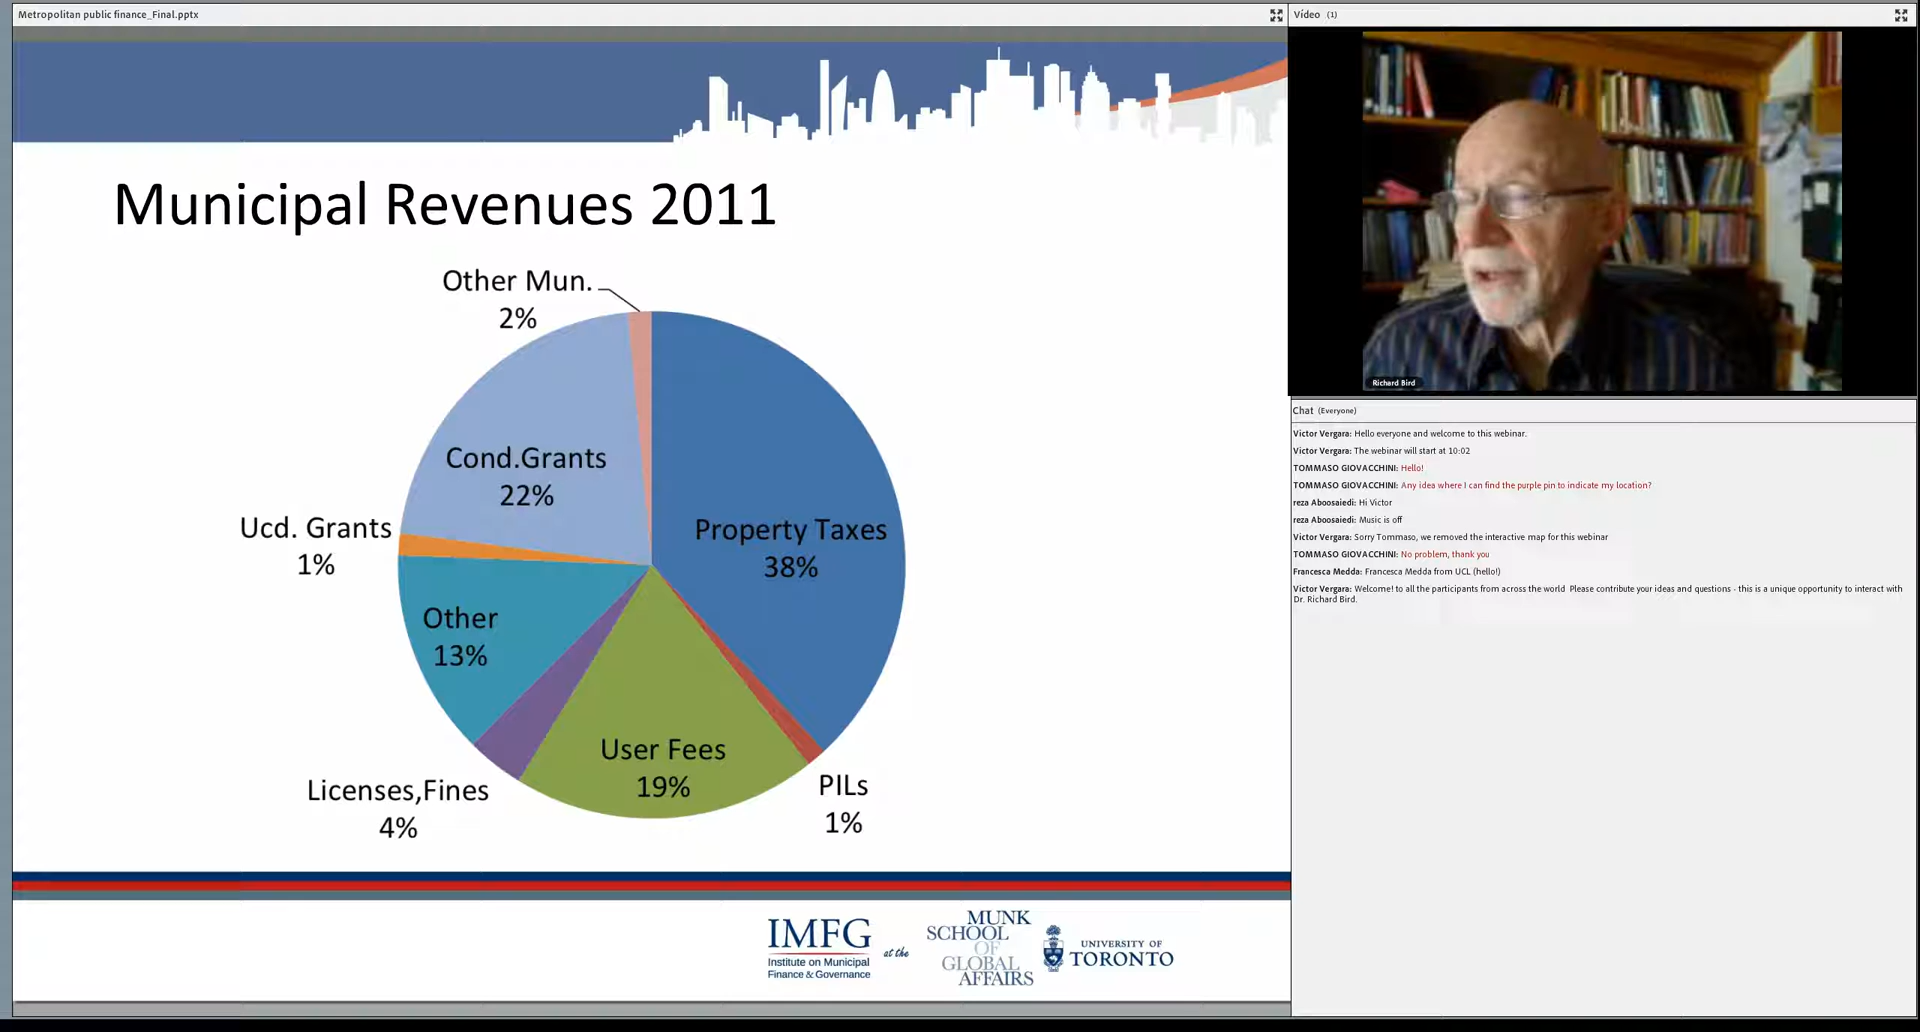 Metropolitan public finance_Final.pptx
Municipal Revenues 2011
Other Mun.
2%
Cond.Grants
22%
Property Taxes
38%
Ucd. Grants
1%
Other
13%
User Fees
19%
Licenses,Fines
4%
PILs
1%
IMFG
Institute on Municipal
Finance & Governance
at the
MUNK
SCHOOL
OF
GLOBAL
AFFAIRS
UNIVERSITY OF
TORONTO
Vídeo (1)
Richard Bird
Chat (Everyone)
Victor Vergara: Hello everyone and welcome to this webinar.
Victor Vergara: The webinar will start at 10:02
TOMMASO GIOVACCHINI: Hello!
TOMMASO GIOVACCHINI: Any idea where I can find the purple pin to indicate my location?
reza Aboosaiedi: Hi Victor
reza Aboosaiedi: Music is off
Victor Vergara: Sorry Tommaso, we removed the interactive map for this webinar
TOMMASO GIOVACCHINI: No problem, thank you
Francesca Medda: Francesca Medda from UCL (hello!)
Victor Vergara: Welcome! to all the participants from across the world Please contribute your ideas and questions - this is a unique opportunity to interact with
Dr. Richard Bird.